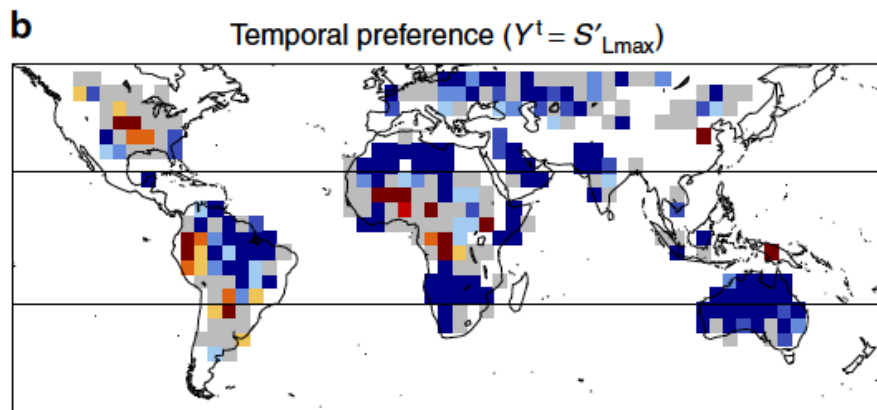 b
Temporal preference (Yᵗ = S′Lmax)